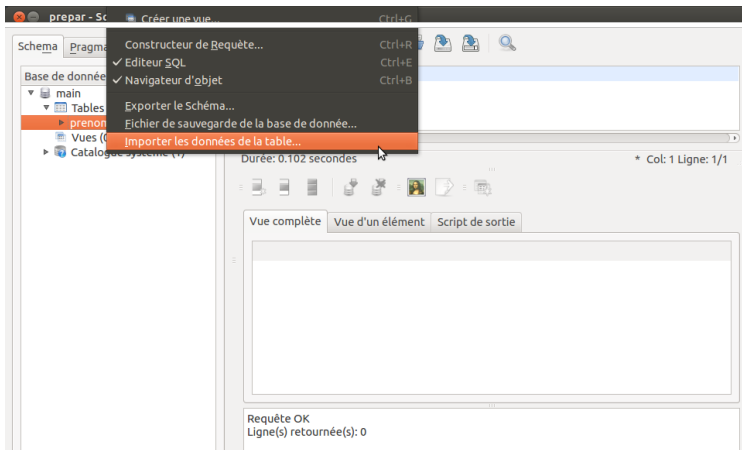 prepar - Sc
Créer une vue... Ctrl+G
Constructeur de Requête... Ctrl+R
Editeur SQL Ctrl+E
Navigateur d'objet Ctrl+B
Exporter le Schéma...
Fichier de sauvegarde de la base de donnée...
Importer les données de la table...
Schema Pragma
Base de donnée
main
Tables
prenom
Vues (
Catalogue système (1)
Durée: 0.102 secondes * Col: 1 Ligne: 1/1
Vue complète Vue d'un élément Script de sortie
Requête OK
Ligne(s) retournée(s): 0